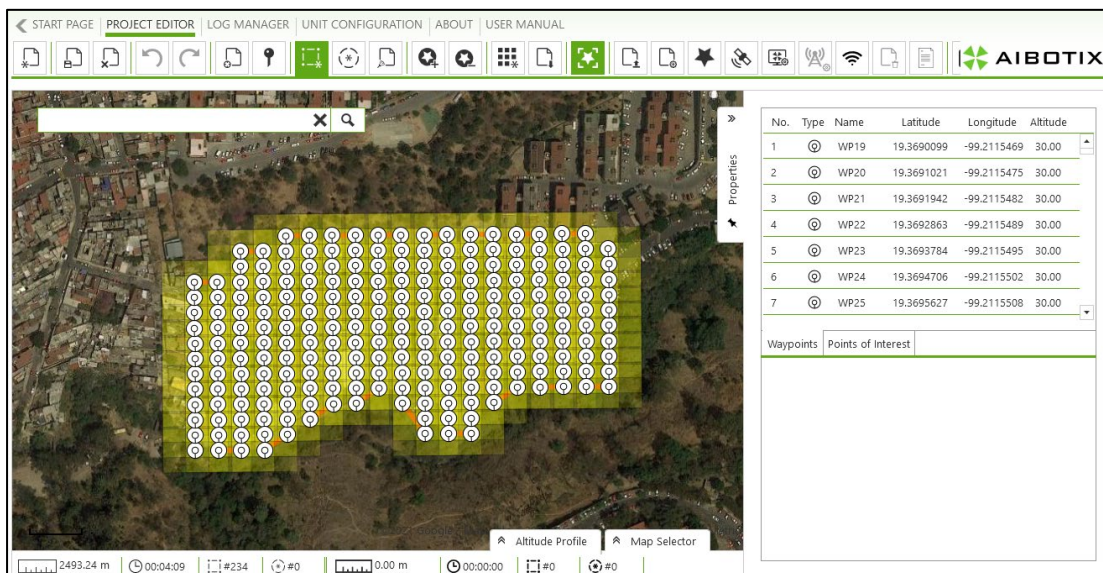 START PAGE PROJECT EDITOR LOG MANAGER UNIT CONFIGURATION ABOUT USER MANUAL
AIBOTIX
Properties
No. Type Name Latitude Longitude Altitude
1 WP19 19.3690099 -99.2115469 30.00
2 WP20 19.3691021 -99.2115475 30.00
3 WP21 19.3691942 -99.2115482 30.00
4 WP22 19.3692863 -99.2115489 30.00
5 WP23 19.3693784 -99.2115495 30.00
6 WP24 19.3694706 -99.2115502 30.00
7 WP25 19.3695627 -99.2115508 30.00
Waypoints Points of Interest
Altitude Profile Map Selector
2493.24 m 00:04:09 #234 #0 0.00 m 00:00:00 #0 #0